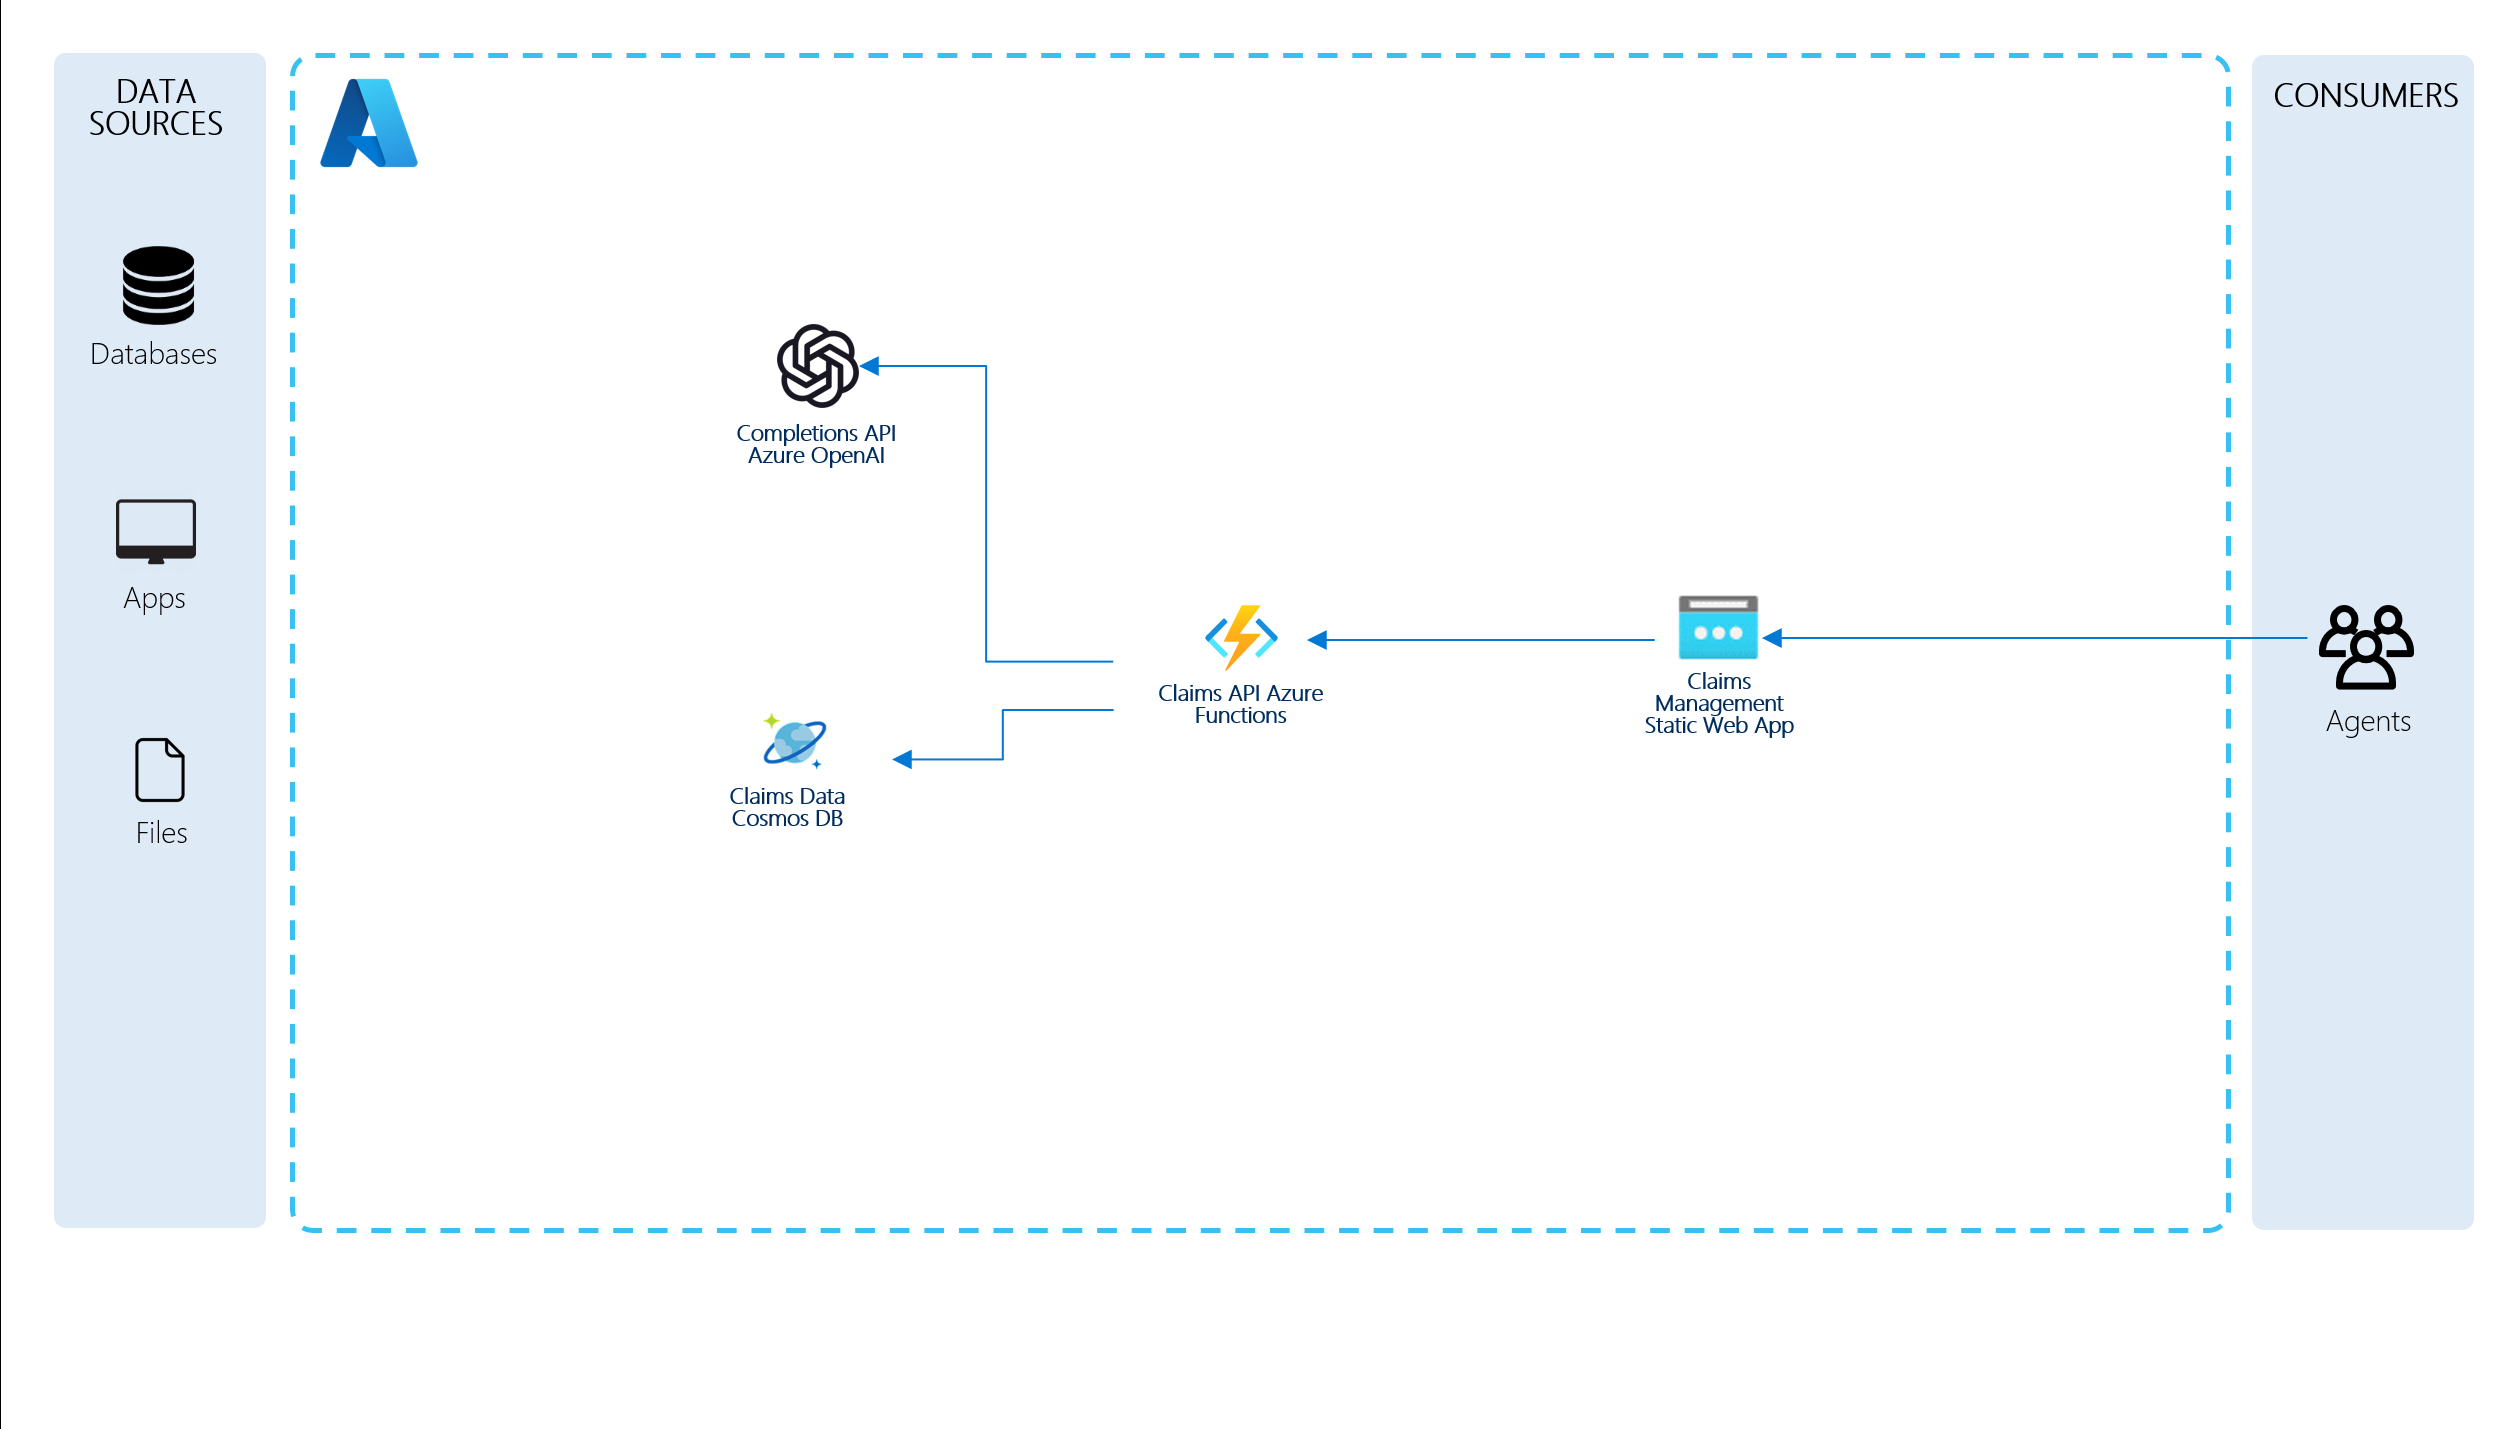 DATA
SOURCES
Databases
Apps
Files
Completions API
Azure OpenAI
Claims Data
Cosmos DB
Claims API Azure
Functions
Claims
Management
Static Web App
CONSUMERS
Agents